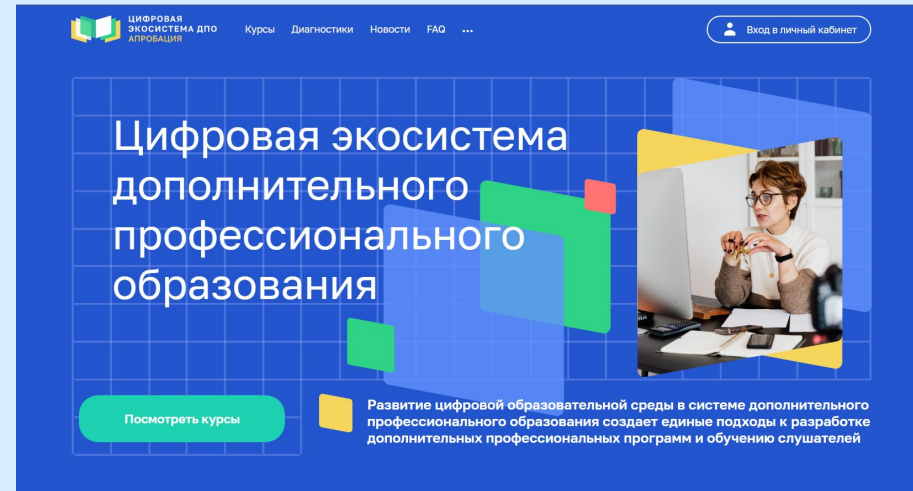 ЦИФРОВАЯ
ЭКОСИСТЕМА ДПО
АПРОБАЦИЯ
Курсы Диагностики Новости FAQ ...
Вход в личный кабинет
Цифровая экосистема
дополнительного
профессионального
образования
Посмотреть курсы
Развитие цифровой образовательной среды в системе дополнительного
профессионального образования создает единые подходы к разработке
дополнительных профессиональных программ и обучению слушателей